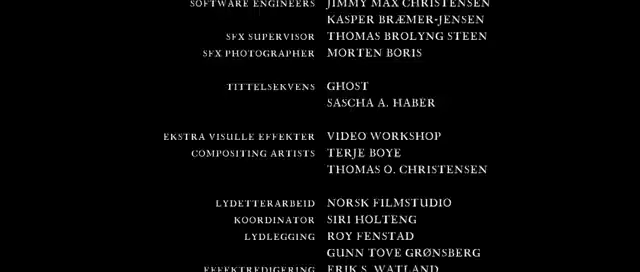 SOFTWARE ENGINEERS JIMMY MAX CHRISTENSEN
KASPER BRÆMER-JENSEN
SFX SUPERVISOR THOMAS BROLYNG STEEN
SFX PHOTOGRAPHER MORTEN BORIS
TITTELSEKVENS GHOST
SASCHA A. HABER
EKSTRA VISULLE EFFEKTER VIDEO WORKSHOP
COMPOSITING ARTISTS TERJE BOYE
THOMAS O. CHRISTENSEN
LYDETTERARBEID NORSK FILMSTUDIO
KOORDINATOR SIRI HOLTENG
LYDLEGGING ROY FENSTAD
GUNN TOVE GRØNSBERG
EFFEKTREDIGERING ERIK S. WATLAND